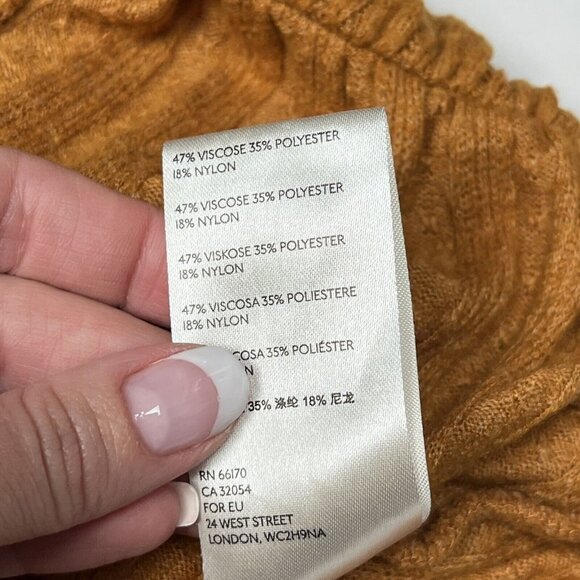 47% VISCOSE 35% POLYESTER
18% NYLON
47% VISCOSE 35% POLYESTER
18% NYLON
47% VISKOSE 35% POLYESTER
18% NYLON
47% VISCOSA 35% POLIESTERE
18% NYLON
35% POLIÉSTER
35% 涤纶 18% 尼龙
RN 66170
CA 32054
FOR EU
24 WEST STREET
LONDON, WC2H9NA